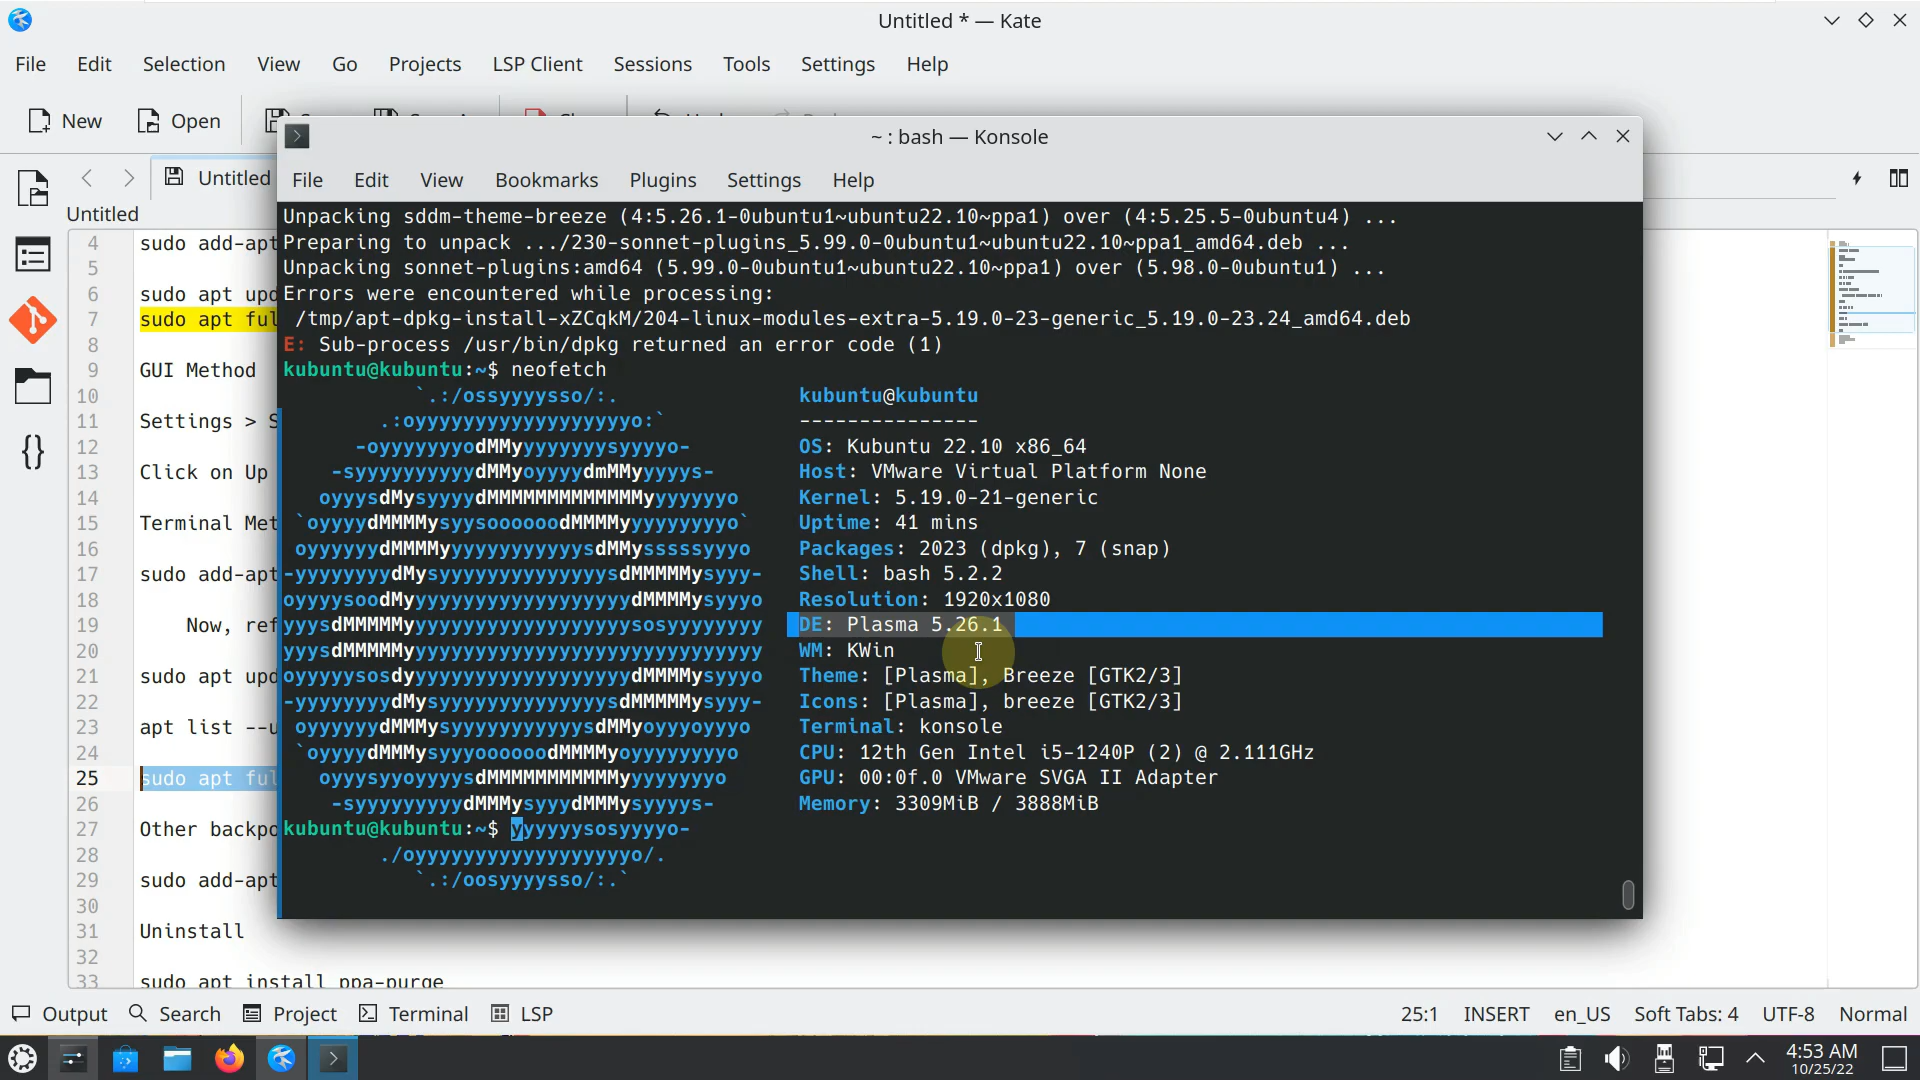 Untitled * — Kate
File Edit Selection View Go Projects LSP Client Sessions Tools Settings Help
New Open
~ : bash — Konsole
Untitled
File Edit View Bookmarks Plugins Settings Help
Untitled
4 sudo add-apt
5
6 sudo apt upd
7 sudo apt ful
8
9 GUI Method
10
11 Settings > S
12
13 Click on Up
14
15 Terminal Met
16
17 sudo add-apt
18
19 Now, ref
20
21 sudo apt upd
22
23 apt list --u
24
25 sudo apt ful
26
27 Other backpo
28
29 sudo add-apt
30
31 Uninstall
32
33 sudo apt install ppa-purge
Unpacking sddm-theme-breeze (4:5.26.1-0ubuntu1~ubuntu22.10~ppa1) over (4:5.25.5-0ubuntu4) ...
Preparing to unpack .../230-sonnet-plugins_5.99.0-0ubuntu1~ubuntu22.10~ppa1_amd64.deb ...
Unpacking sonnet-plugins:amd64 (5.99.0-0ubuntu1~ubuntu22.10~ppa1) over (5.98.0-0ubuntu1) ...
Errors were encountered while processing:
/tmp/apt-dpkg-install-xZCqkM/204-linux-modules-extra-5.19.0-23-generic_5.19.0-23.24_amd64.deb
E: Sub-process /usr/bin/dpkg returned an error code (1)
kubuntu@kubuntu:~$ neofetch
kubuntu@kubuntu
---------------
OS: Kubuntu 22.10 x86_64
Host: VMware Virtual Platform None
Kernel: 5.19.0-21-generic
Uptime: 41 mins
Packages: 2023 (dpkg), 7 (snap)
Shell: bash 5.2.2
Resolution: 1920x1080
DE: Plasma 5.26.1
WM: KWin
Theme: [Plasma], Breeze [GTK2/3]
Icons: [Plasma], breeze [GTK2/3]
Terminal: konsole
CPU: 12th Gen Intel i5-1240P (2) @ 2.111GHz
GPU: 00:0f.0 VMware SVGA II Adapter
Memory: 3309MiB / 3888MiB
kubuntu@kubuntu:~$
Output Search Project Terminal LSP
25:1 INSERT en_US Soft Tabs: 4 UTF-8 Normal
4:53 AM
10/25/22